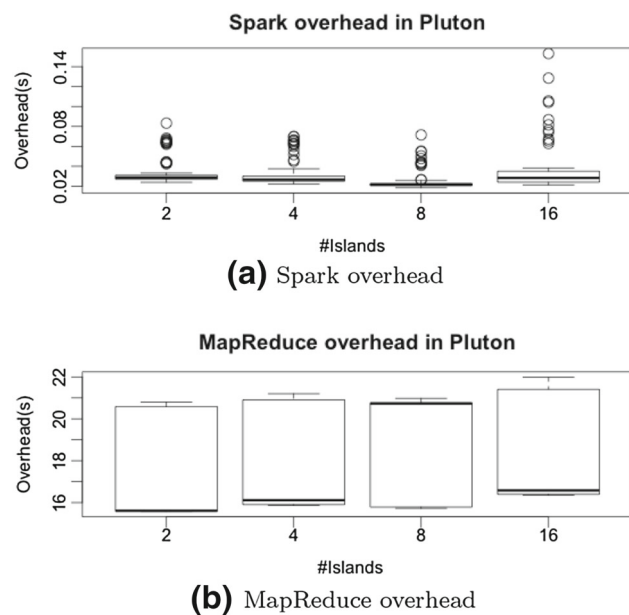 Spark overhead in Pluton
Overhead(s)
0.14
0.08
0.02
2 4 8 16
#Islands
(a) Spark overhead
MapReduce overhead in Pluton
Overhead(s)
22
20
18
16
2 4 8 16
#Islands
(b) MapReduce overhead